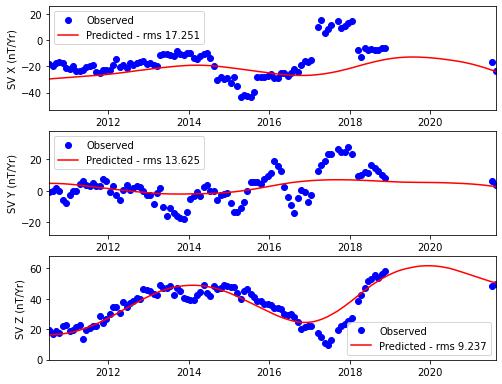 SV X (nT/Yr)
20
0
−20
−40
Observed
Predicted - rms 17.251
2012
2014
2016
2018
2020
SV Y (nT/Yr)
20
0
−20
Observed
Predicted - rms 13.625
2012
2014
2016
2018
2020
SV Z (nT/Yr)
60
40
20
0
Observed
Predicted - rms 9.237
2012
2014
2016
2018
2020